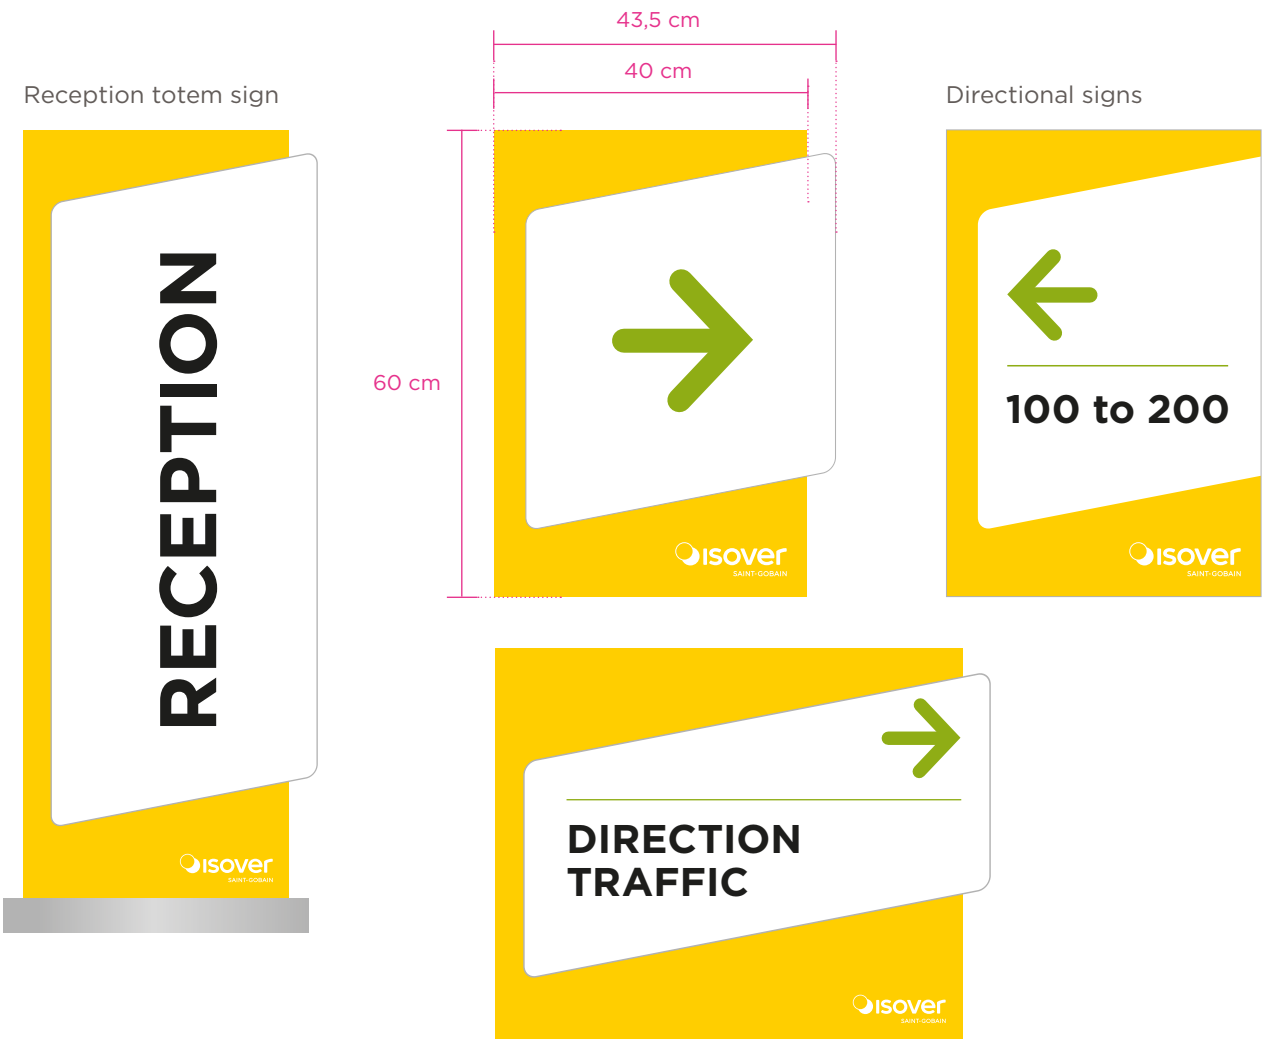 43,5 cm
40 cm
Reception totem sign
Directional signs
RECEPTION
60 cm
100 to 200
isover
SAINT-GOBAIN
isover
SAINT-GOBAIN
DIRECTION
TRAFFIC
isover
SAINT-GOBAIN
isover
SAINT-GOBAIN